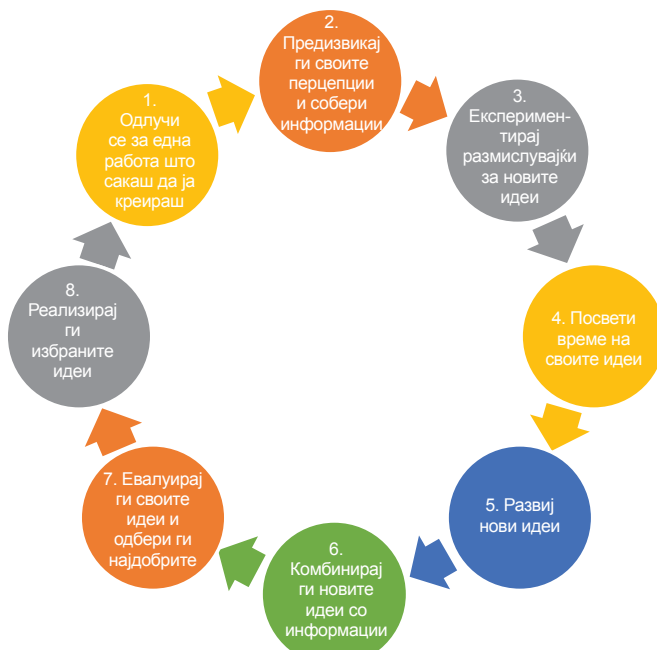 1.
Одлучи
се за една
работа што
сакаш да ја
креираш
2.
Предизвикај
ги своите
перцепции
и собери
информации
3.
Експеримен-
тирај
размислувајќи
за новите
идеи
4. Посвети
време на
своите идеи
5. Развиј
нови идеи
6.
Комбинирај
ги новите
идеи со
информации
7. Евалуирај
ги своите
идеи и
одбери ги
најдобрите
8.
Реализирај
ги
избраните
идеи